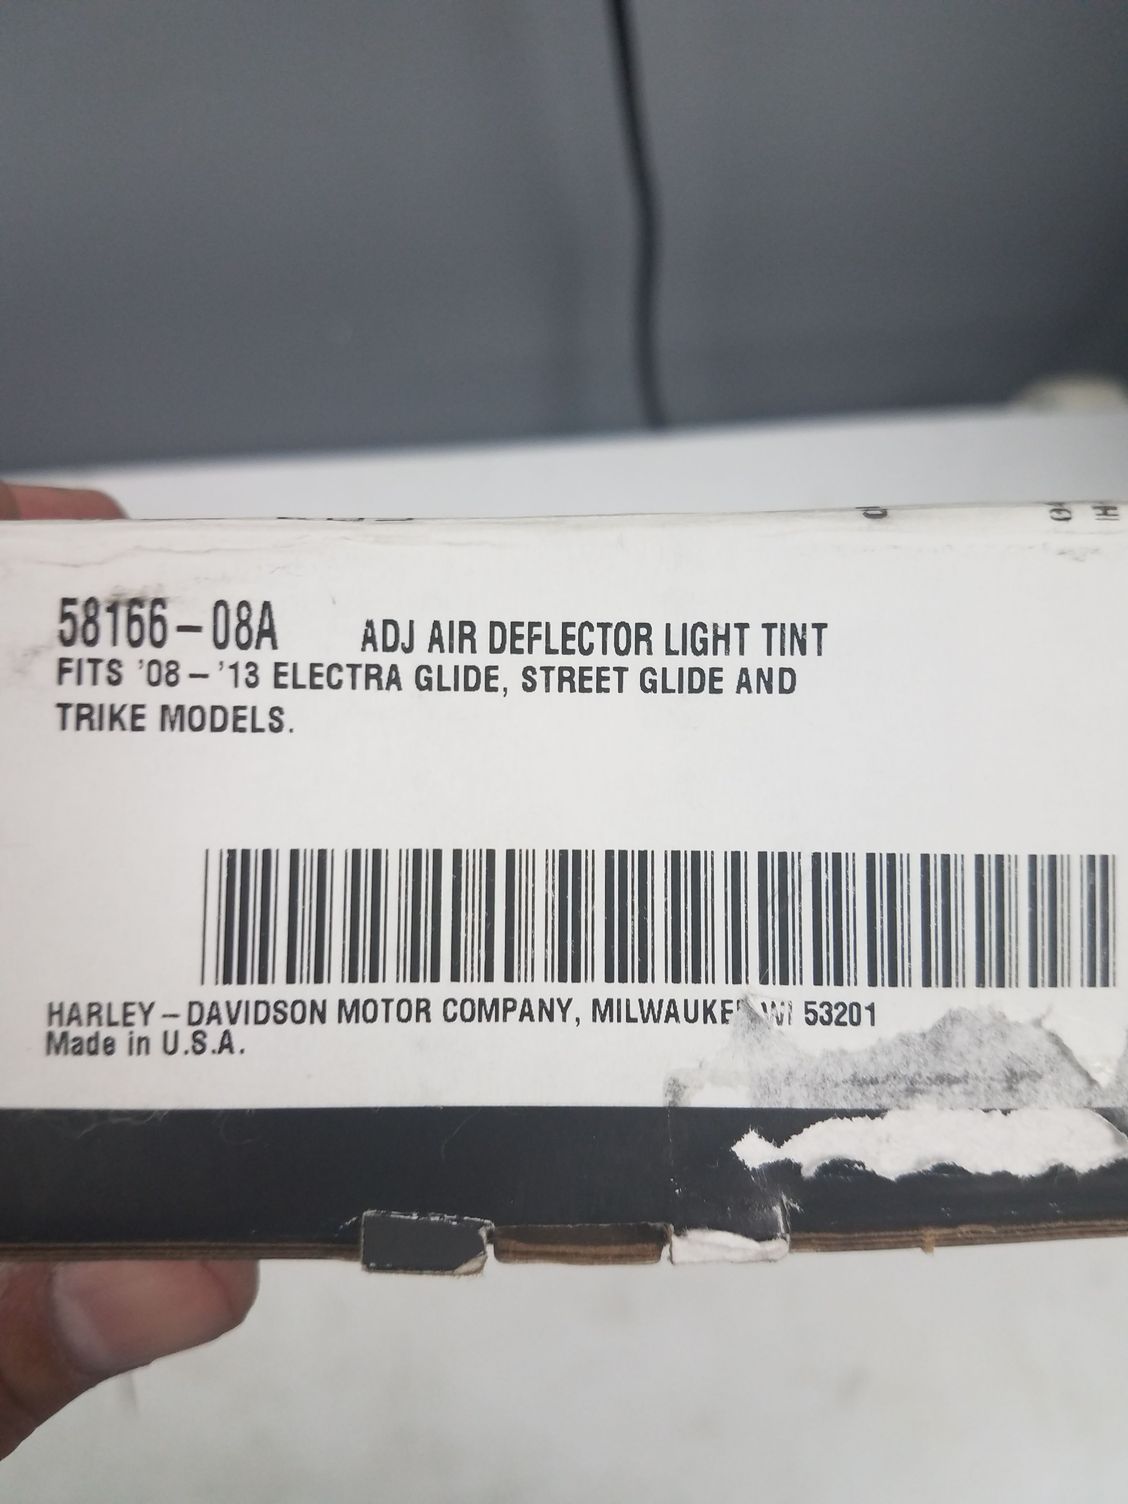 58166-08A ADJ AIR DEFLECTOR LIGHT TINT
FITS '08-'13 ELECTRA GLIDE, STREET GLIDE AND
TRIKE MODELS.
HARLEY-DAVIDSON MOTOR COMPANY, MILWAUKE WI 53201
Made in U.S.A.